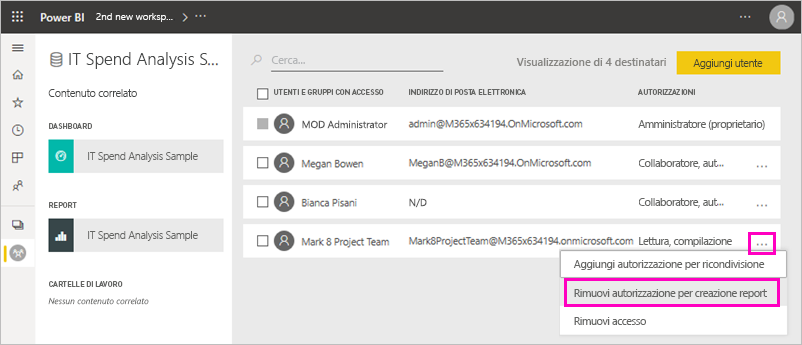 Power BI 2nd new worksp...
IT Spend Analysis S...
Contenuto correlato
DASHBOARD
IT Spend Analysis Sample
REPORT
IT Spend Analysis Sample
CARTELLE DI LAVORO
Nessun contenuto correlato
Cerca...
Visualizzazione di 4 destinatari
Aggiungi utente
UTENTI E GRUPPI CON ACCESSO INDIRIZZO DI POSTA ELETTRONICA AUTORIZZAZIONI
MOD Administrator admin@M365x634194.OnMicrosoft.com Amministratore (proprietario)
Megan Bowen MeganB@M365x634194.OnMicrosoft.com Collaboratore, aut...
Bianca Pisani N/D Collaboratore, aut...
Mark 8 Project Team Mark8ProjectTeam@M365x634194.onmicrosoft.com Lettura, compilazione
Aggiungi autorizzazione per ricondivisione
Rimuovi autorizzazione per creazione report
Rimuovi accesso